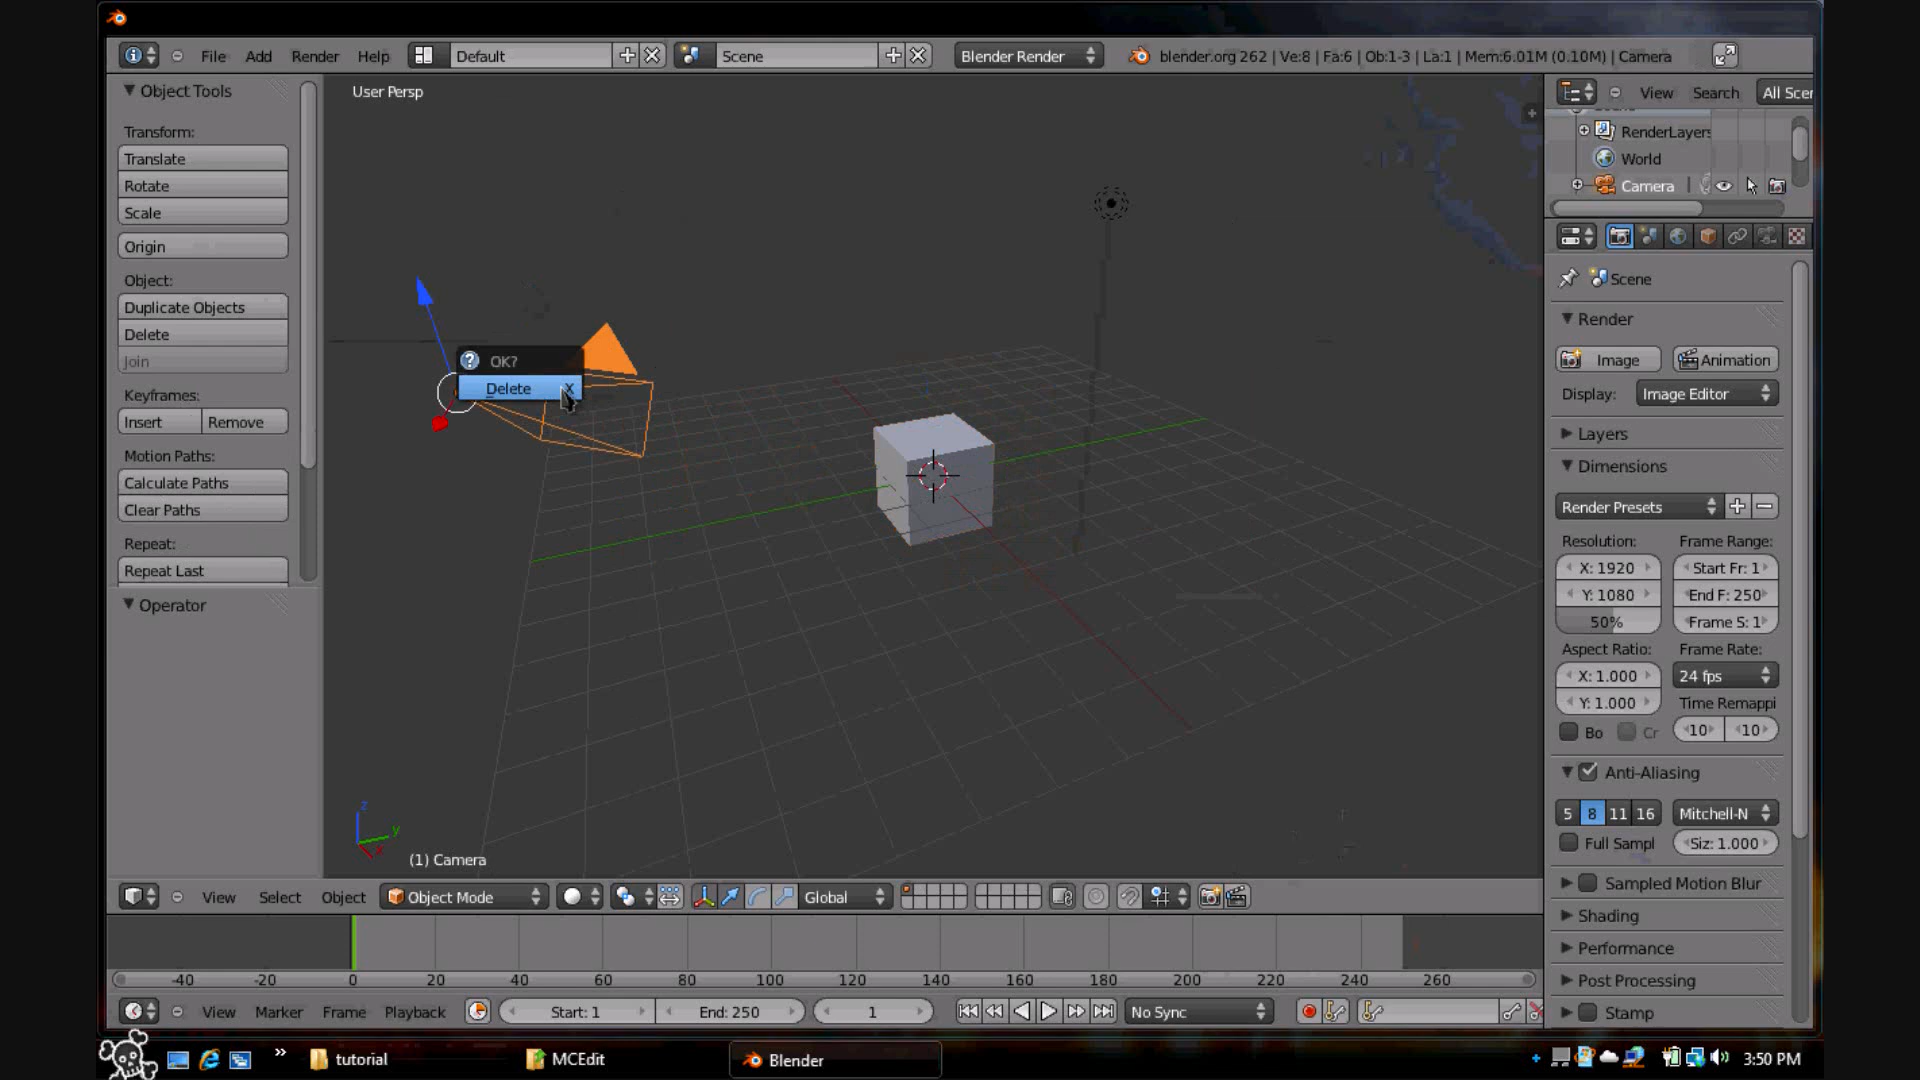 File Add Render Help Default Scene Blender Render blender.org 262 | Ve:8 | Fa:6 | Ob:1-3 | La:1 | Mem:6.01M (0.10M) | Camera
Object Tools
Transform:
Translate
Rotate
Scale
Origin
Object:
Duplicate Objects
Delete
Join
Keyframes:
Insert Remove
Motion Paths:
Calculate Paths
Clear Paths
Repeat:
Repeat Last
Operator
User Persp
OK?
Delete X
z
y
x
(1) Camera
View Select Object Object Mode Global
-40 -20 0 20 40 60 80 100 120 140 160 180 200 220 240 260
View Marker Frame Playback Start: 1 End: 250 1 No Sync
View Search All Scer
RenderLayers
World
Camera
Scene
Render
Image Animation
Display: Image Editor
Layers
Dimensions
Render Presets
Resolution: Frame Range:
X: 1920 Start Fr: 1
Y: 1080 End F: 250
50% Frame S: 1
Aspect Ratio: Frame Rate:
X: 1.000 24 fps
Y: 1.000 Time Remappi
Bo Cr 10 10
Anti-Aliasing
5 8 11 16 Mitchell-N
Full Sampl Siz: 1.000
Sampled Motion Blur
Shading
Performance
Post Processing
Stamp
tutorial MCEdit Blender 3:50 PM